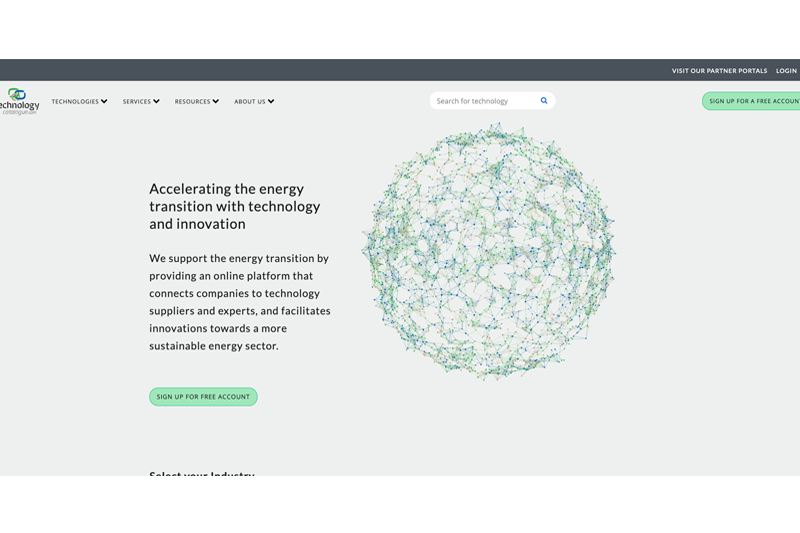 VISIT OUR PARTNER PORTALS LOGIN
echnology
catalogue.com
TECHNOLOGIES SERVICES RESOURCES ABOUT US
Search for technology
SIGN UP FOR A FREE ACCOUNT
Accelerating the energy
transition with technology
and innovation
We support the energy transition by
providing an online platform that
connects companies to technology
suppliers and experts, and facilitates
innovations towards a more
sustainable energy sector.
SIGN UP FOR FREE ACCOUNT
Select your Industry